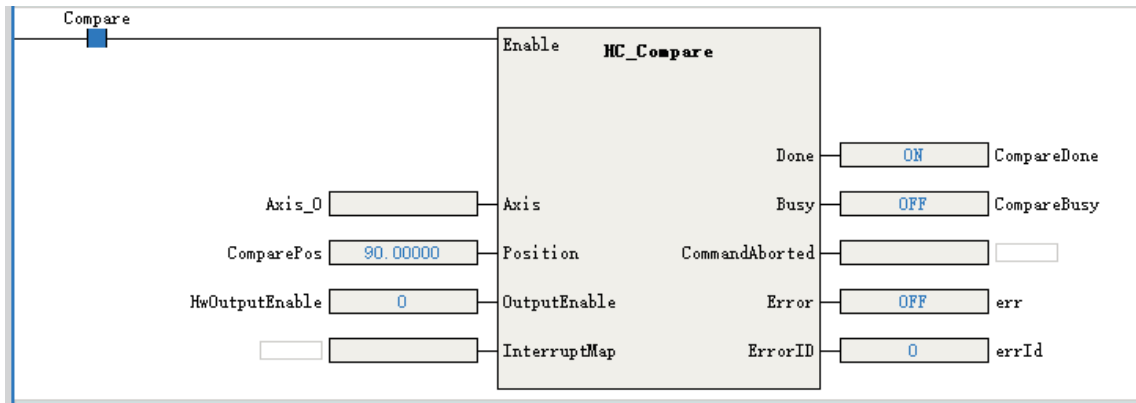 Compare
Enable HC_Compare
Done ON CompareDone
Axis_0 Axis Busy OFF CompareBusy
ComparePos 90.00000 Position CommandAborted
HwOutputEnable 0 OutputEnable Error OFF err
InterruptMap ErrorID 0 errId